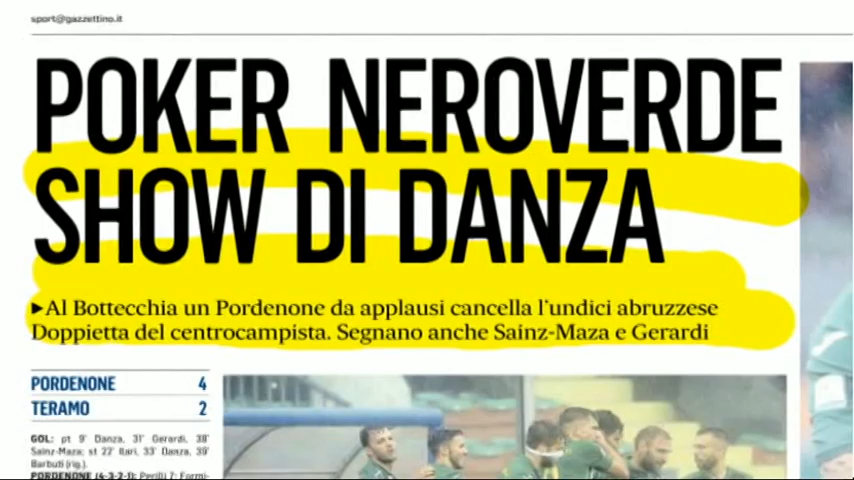 sport@gazzettino.it
POKER NEROVERDE
SHOW DI DANZA
▶Al Bottecchia un Pordenone da applausi cancella l'undici abruzzese
Doppietta del centrocampista. Segnano anche Sainz-Maza e Gerardi
PORDENONE 4
TERAMO 2
GOL: pt 9' Danza, 31' Gerardi, 38'
Sainz-Maza; st 22' Ilari, 33' Danza, 39'
Barbuti (rig.).
PORDENONE (4-3-2-1): Perilli 7; Formi-